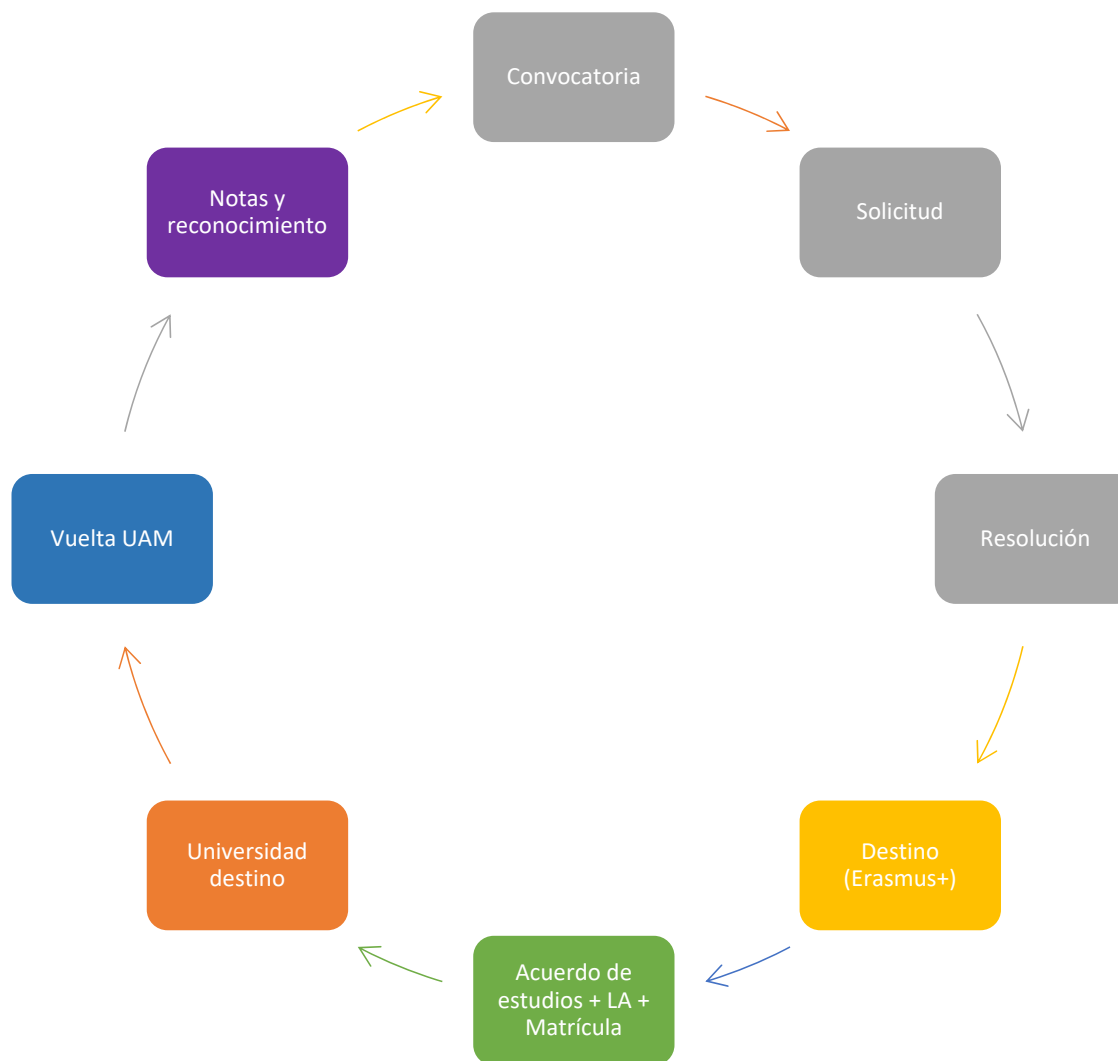 Convocatoria
Solicitud
Resolución
Destino
(Erasmus+)
Acuerdo de
estudios + LA +
Matrícula
Universidad
destino
Vuelta UAM
Notas y
reconocimiento